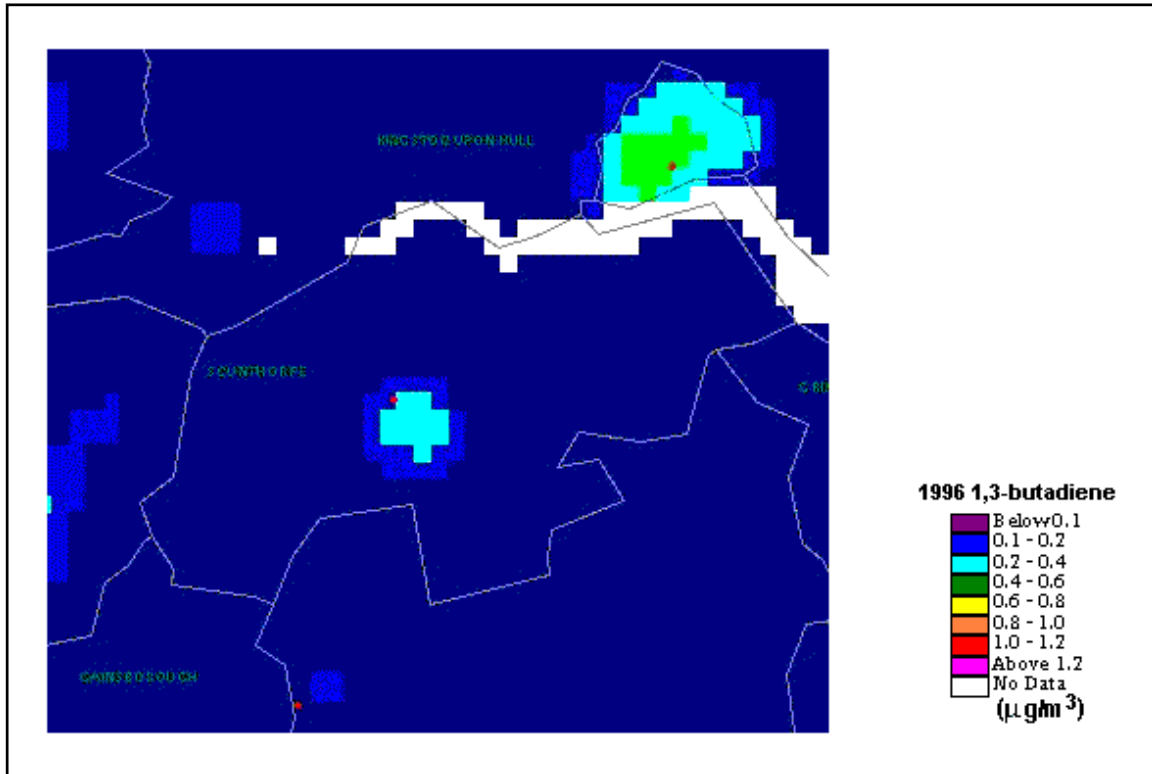 KINGSTON UPON HULL
SCUNTHORPE
GAINSBOROUGH
1996 1,3-butadiene
Below 0.1
0.1 - 0.2
0.2 - 0.4
0.4 - 0.6
0.6 - 0.8
0.8 - 1.0
1.0 - 1.2
Above 1.2
No Data
(μg/m³)